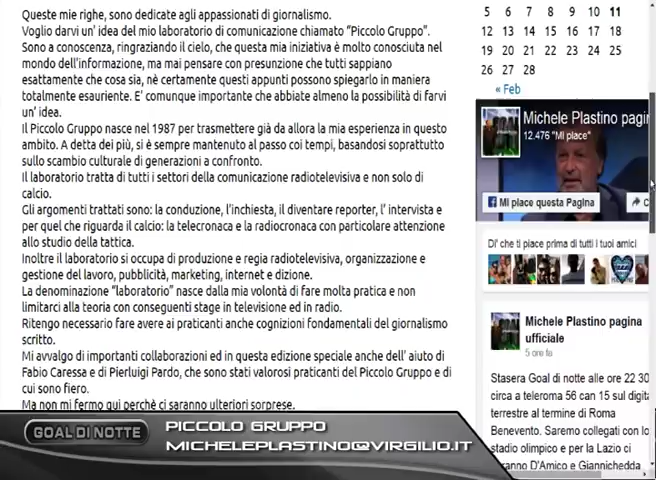 Queste mie righe, sono dedicate agli appassionati di giornalismo.
Voglio darvi un' idea del mio laboratorio di comunicazione chiamato "Piccolo Gruppo".
Sono a conoscenza, ringraziando il cielo, che questa mia iniziativa è molto conosciuta nel
mondo dell'informazione, ma mai pensare con presunzione che tutti sappiano
esattamente che cosa sia, nè certamente questi appunti possono spiegarlo in maniera
totalmente esauriente. E' comunque importante che abbiate almeno la possibilità di farvi
un' idea.
Il Piccolo Gruppo nasce nel 1987 per trasmettere già da allora la mia esperienza in questo
ambito. A detta dei più, si è sempre mantenuto al passo coi tempi, basandosi soprattutto
sullo scambio culturale di generazioni a confronto.
Il laboratorio tratta di tutti i settori della comunicazione radiotelevisiva e non solo di
calcio.
Gli argomenti trattati sono: la conduzione, l'inchiesta, il diventare reporter, l' intervista e
per quel che riguarda il calcio: la telecronaca e la radiocronaca con particolare attenzione
allo studio della tattica.
Inoltre il laboratorio si occupa di produzione e regia radiotelevisiva, organizzazione e
gestione del lavoro, pubblicità, marketing, internet e dizione.
La denominazione "laboratorio" nasce dalla mia volontà di fare molta pratica e non
limitarci alla teoria con conseguenti stage in televisione ed in radio.
Ritengo necessario fare avere ai praticanti anche cognizioni fondamentali del giornalismo
scritto.
Mi avvalgo di importanti collaborazioni ed in questa edizione speciale anche dell' aiuto di
Fabio Caressa e di Pierluigi Pardo, che sono stati valorosi praticanti del Piccolo Gruppo e di
cui sono fiero.
Ma non mi fermo qui perchè ci saranno ulteriori sorprese.
5 6 7 8 9 10 11
12 13 14 15 16 17 18
19 20 21 22 23 24 25
26 27 28
« Feb
Michele Plastino pagin
12.476 "Mi piace"
Mi piace questa Pagina
C
Di' che ti piace prima di tutti i tuoi amici
Michele Plastino pagina
ufficiale
5 ore fa
Stasera Goal di notte alle ore 22 30
circa a teleroma 56 can 15 sul digita
terrestre al termine di Roma
Benevento. Saremo collegati con lo
stadio olimpico e per la Lazio ci
ranno D'Amico e Giannichedda
GOAL DI NOTTE
PICCOLO GRUPPO
MICHELEPLASTINO@VIRGILIO.IT